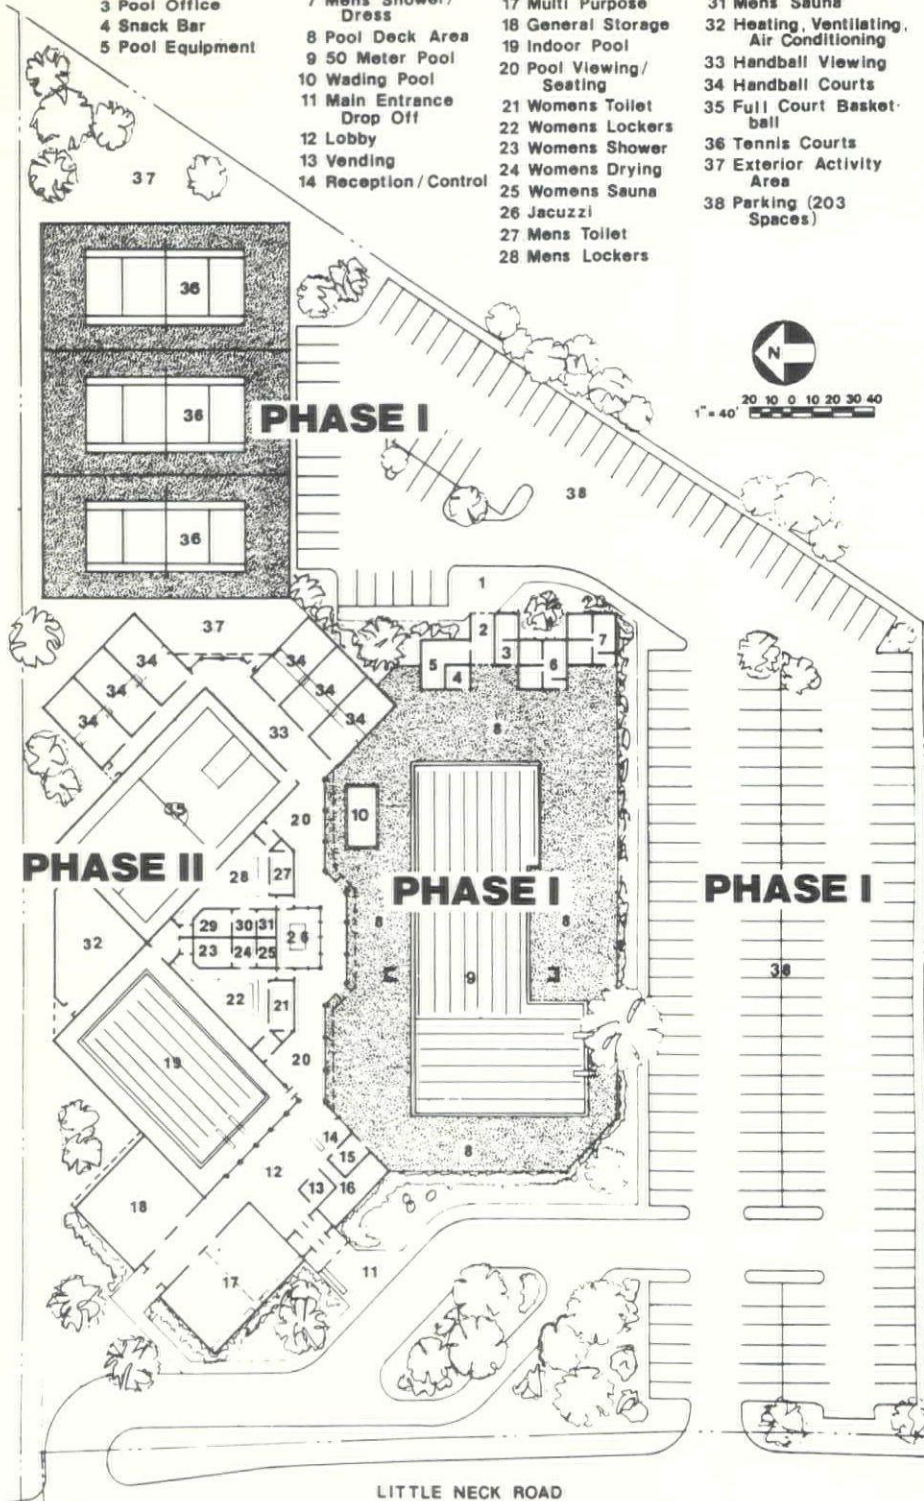 3 Pool Office
4 Snack Bar
5 Pool Equipment
7 Mens Shower/
Dress
8 Pool Deck Area
9 50 Meter Pool
10 Wading Pool
11 Main Entrance
Drop Off
12 Lobby
13 Vending
14 Reception/Control
17 Multi Purpose
18 General Storage
19 Indoor Pool
20 Pool Viewing/
Seating
21 Womens Toilet
22 Womens Lockers
23 Womens Shower
24 Womens Drying
25 Womens Sauna
26 Jacuzzi
27 Mens Toilet
28 Mens Lockers
31 Mens Sauna
32 Heating, Ventilating,
Air Conditioning
33 Handball Viewing
34 Handball Courts
35 Full Court Basket-
ball
36 Tennis Courts
37 Exterior Activity
Area
38 Parking (203
Spaces)
37
36
N
1"=40'
20 10 0 10 20 30 40
36
PHASE I
38
36
1
37
2
3
7
34
5
4
6
34
34
34
34
33
34
8
35
20
10
PHASE II
28
27
PHASE I
PHASE I
29
30
31
26
8
8
32
23
24
25
38
9
22
21
19
20
14
8
15
12
13
16
18
17
11
LITTLE NECK ROAD